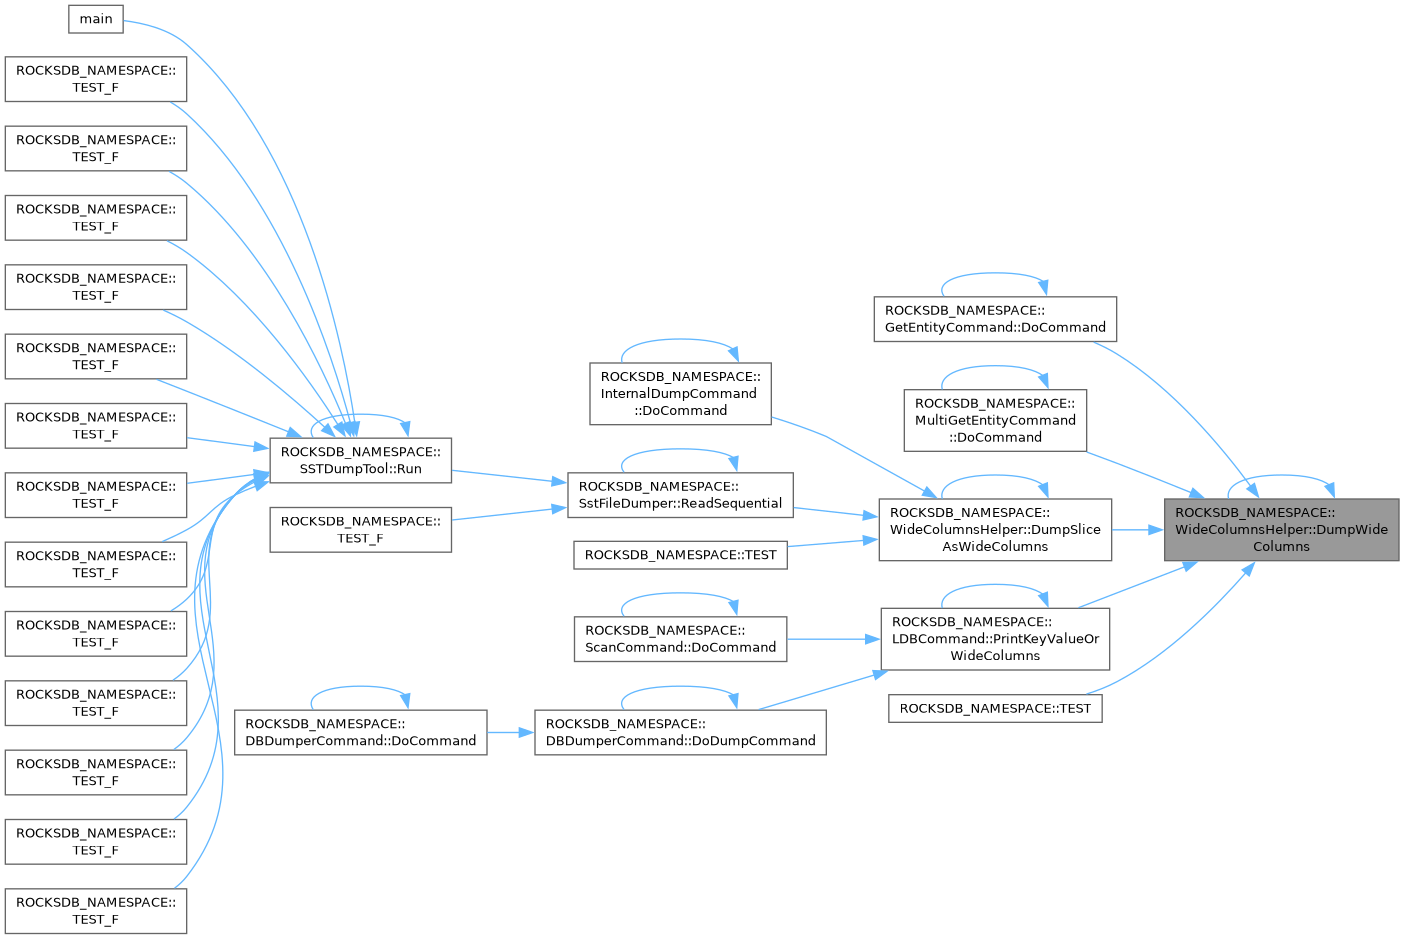 main
ROCKSDB_NAMESPACE::
TEST_F
ROCKSDB_NAMESPACE::
TEST_F
ROCKSDB_NAMESPACE::
TEST_F
ROCKSDB_NAMESPACE::
TEST_F
ROCKSDB_NAMESPACE::
TEST_F
ROCKSDB_NAMESPACE::
TEST_F
ROCKSDB_NAMESPACE::
TEST_F
ROCKSDB_NAMESPACE::
TEST_F
ROCKSDB_NAMESPACE::
TEST_F
ROCKSDB_NAMESPACE::
TEST_F
ROCKSDB_NAMESPACE::
TEST_F
ROCKSDB_NAMESPACE::
TEST_F
ROCKSDB_NAMESPACE::
TEST_F
ROCKSDB_NAMESPACE::
SSTDumpTool::Run
ROCKSDB_NAMESPACE::
TEST_F
ROCKSDB_NAMESPACE::
DBDumperCommand::DoCommand
ROCKSDB_NAMESPACE::
InternalDumpCommand
::DoCommand
ROCKSDB_NAMESPACE::
SstFileDumper::ReadSequential
ROCKSDB_NAMESPACE::TEST
ROCKSDB_NAMESPACE::
ScanCommand::DoCommand
ROCKSDB_NAMESPACE::
DBDumperCommand::DoDumpCommand
ROCKSDB_NAMESPACE::
GetEntityCommand::DoCommand
ROCKSDB_NAMESPACE::
MultiGetEntityCommand
::DoCommand
ROCKSDB_NAMESPACE::
WideColumnsHelper::DumpSlice
AsWideColumns
ROCKSDB_NAMESPACE::
LDBCommand::PrintKeyValueOr
WideColumns
ROCKSDB_NAMESPACE::TEST
ROCKSDB_NAMESPACE::
WideColumnsHelper::DumpWide
Columns